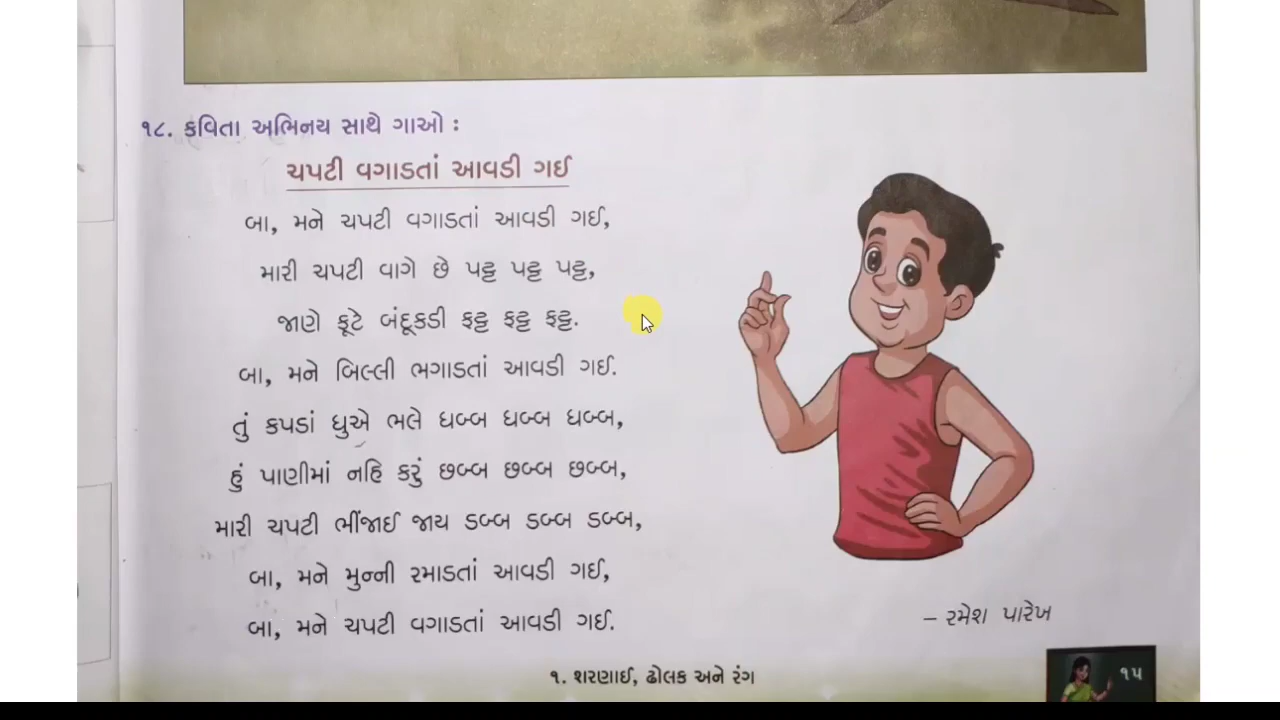 ૧૮. કવિતા અભિનય સાથે ગાઓ :
ચપટી વગાડતાં આવડી ગઈ
બા, મને ચપટી વગાડતાં આવડી ગઈ,
મારી ચપટી વાગે છે પટ્ટ પટ્ટ પટ્ટ,
જાણે ફૂટે બંદૂકડી ફટ્ટ ફટ્ટ ફટ્ટ.
બા, મને બિલ્લી ભગાડતાં આવડી ગઈ.
તું કપડાં ધુએ ભલે ધબ્બ ધબ્બ ધબ્બ,
હું પાણીમાં નહિ કરું છબ્બ છબ્બ છબ્બ,
મારી ચપટી ભીંજાઈ જાય ડબ્બ ડબ્બ ડબ્બ,
બા, મને મુન્ની રમાડતાં આવડી ગઈ,
બા, મને ચપટી વગાડતાં આવડી ગઈ.
– રમેશ પારેખ
૧. શરણાઈ, ઢોલક અને રંગ
૧૫